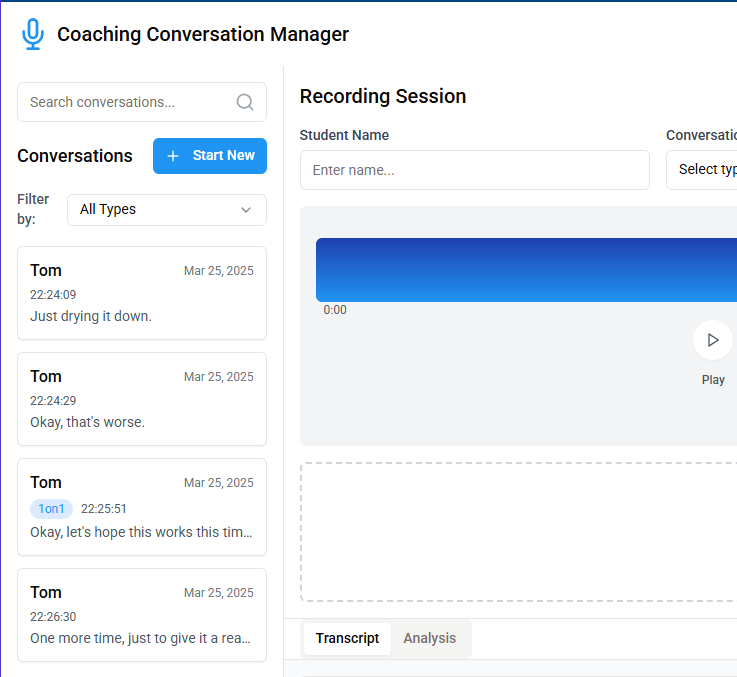 Coaching Conversation Manager
Search conversations...
Conversations
+ Start New
Filter by:
All Types
Tom
Mar 25, 2025
22:24:09
Just drying it down.
Tom
Mar 25, 2025
22:24:29
Okay, that's worse.
Tom
Mar 25, 2025
1on1 22:25:51
Okay, let's hope this works this tim...
Tom
Mar 25, 2025
22:26:30
One more time, just to give it a rea...
Recording Session
Student Name
Enter name...
Conversatio
Select typ
0:00
Play
Transcript
Analysis